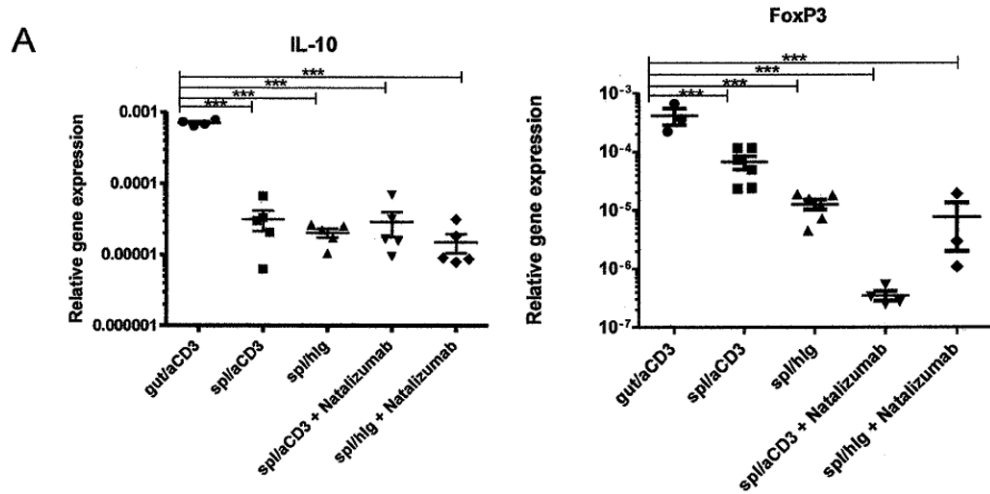 A
IL-10
***
***
***
***
Relative gene expression
0.001
0.0001
0.00001
0.000001
gut/aCD3
spl/aCD3
spl/hIg
spl/aCD3 + Natalizumab
spl/hIg + Natalizumab
FoxP3
***
***
***
***
Relative gene expression
10-3
10-4
10-5
10-6
10-7
gut/aCD3
spl/aCD3
spl/hIg
spl/aCD3 + Natalizumab
spl/hIg + Natalizumab